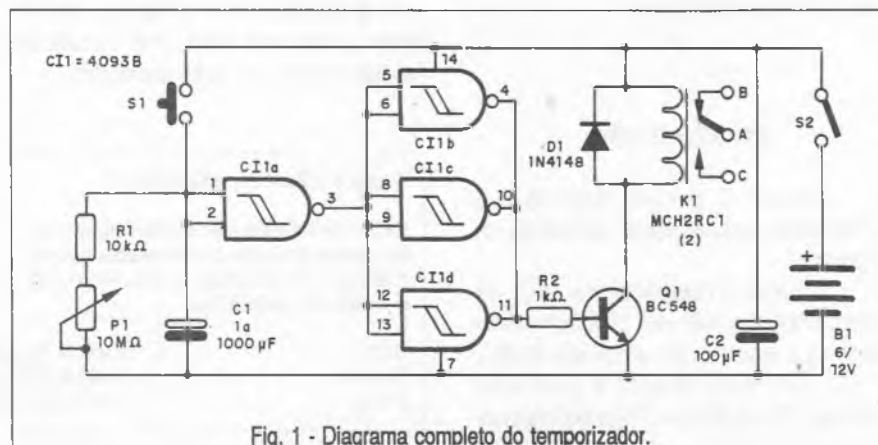 CI1 = 4093B
S1
1
2
CI1a
3
R1
10kΩ
P1
10MΩ
C1
1a
1000µF
14
5
6
4
CI1b
8
9
10
CI1c
12
13
11
CI1d
7
R2
1kΩ
D1
1N4148
K1
MCH2RC1
(2)
B
A
C
Q1
BC548
C2
100µF
S2
+
B1
6/
12V
Fig. 1 - Diagrama completo do temporizador.